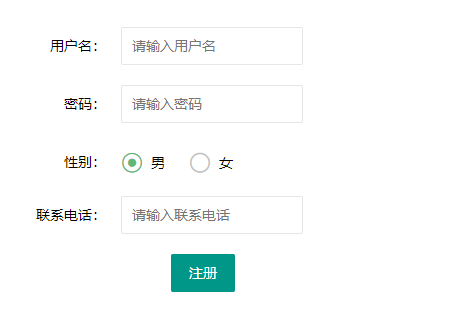 用户名： 请输入用户名
密码： 请输入密码
性别： 男 女
联系电话： 请输入联系电话
注册